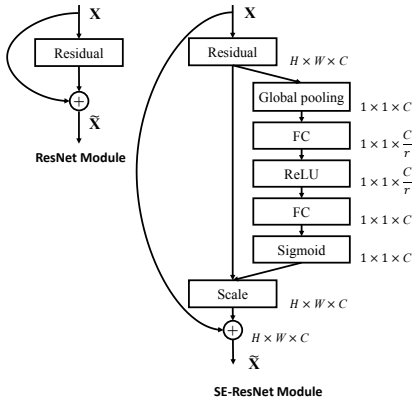 X
Residual
+
X̃
ResNet Module
X
Residual
H × W × C
Global pooling
1 × 1 × C
FC
1 × 1 × C/r
ReLU
1 × 1 × C/r
FC
1 × 1 × C
Sigmoid
1 × 1 × C
Scale
H × W × C
+
H × W × C
X̃
SE-ResNet Module